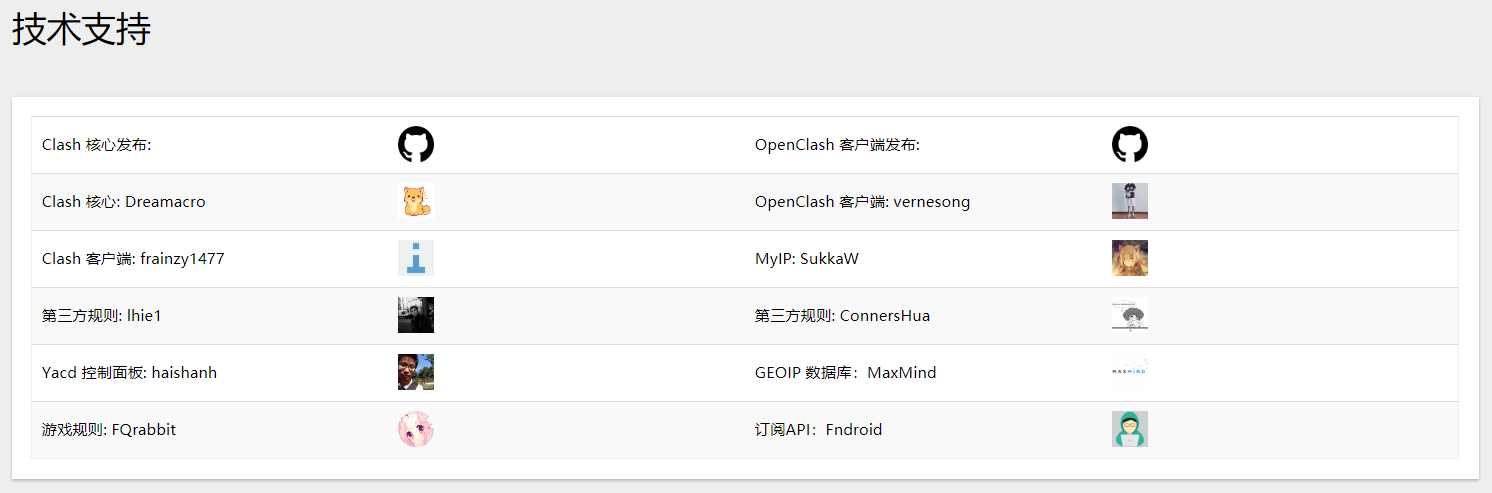 技术支持
Clash 核心发布:
OpenClash 客户端发布:
Clash 核心: Dreamacro
OpenClash 客户端: vernesong
Clash 客户端: frainzy1477
MyIP: SukkaW
第三方规则: lhie1
第三方规则: ConnersHua
Yacd 控制面板: haishanh
GEOIP 数据库：MaxMind
MAXMIND
游戏规则: FQrabbit
订阅API：Fndroid